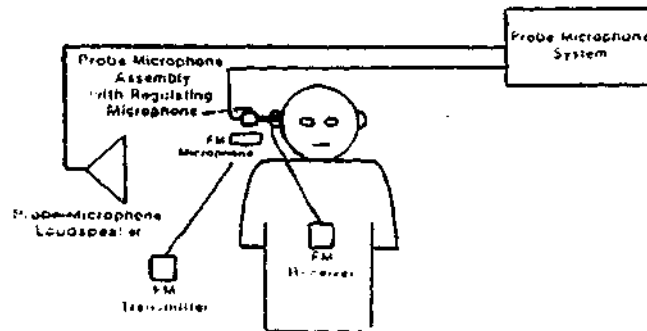 Probe Microphone
System
Probe Microphone
Assembly
with Regulating
Microphone
FM
Microphone
Probe-Microphone
Loudspeaker
FM
Receiver
FM
Transmitter